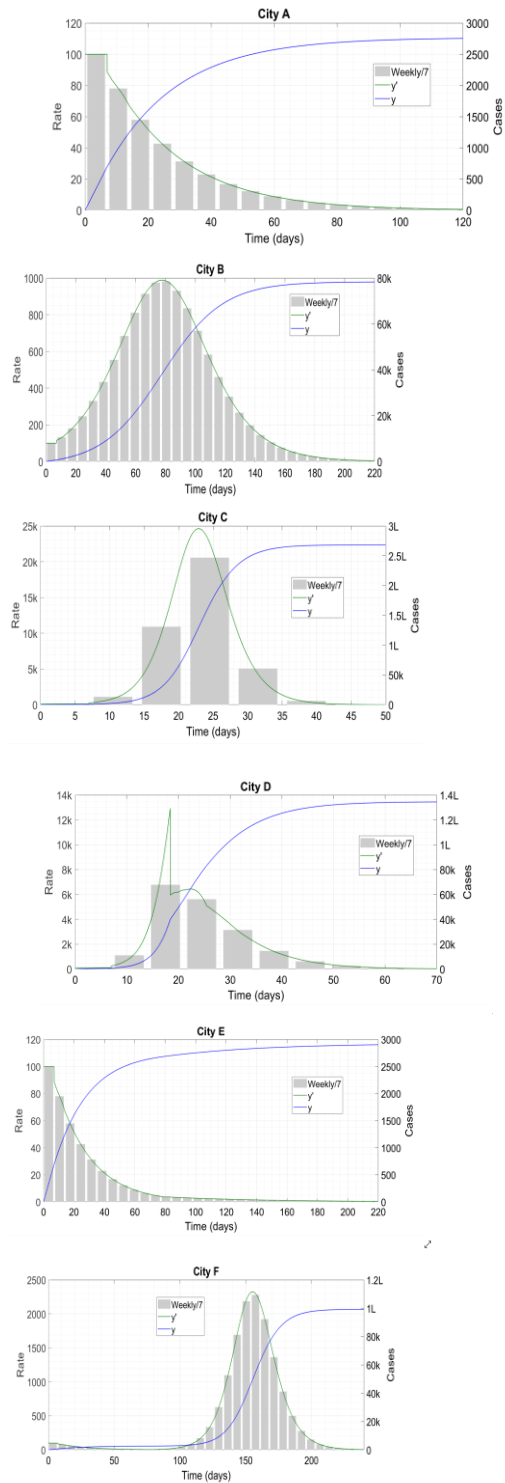 City A
120
100
80
60
40
20
0
Rate
3000
2500
2000
1500
1000
500
0
Cases
Weekly/7
y'
y
0 20 40 60 80 100 120
Time (days)
City B
1000
800
600
400
200
0
Rate
80k
60k
40k
20k
0
Cases
Weekly/7
y'
y
0 20 40 60 80 100 120 140 160 180 200 220
Time (days)
City C
25k
20k
15k
10k
5k
0
Rate
3L
2.5L
2L
1.5L
1L
50k
0
Cases
Weekly/7
y'
y
0 5 10 15 20 25 30 35 40 45 50
Time (days)
City D
14k
12k
10k
8k
6k
4k
2k
0
Rate
1.4L
1.2L
1L
80k
60k
40k
20k
0
Cases
Weekly/7
y'
y
0 10 20 30 40 50 60 70
Time (days)
City E
120
100
80
60
40
20
0
Rate
3000
2500
2000
1500
1000
500
0
Cases
Weekly/7
y'
y
0 20 40 60 80 100 120 140 160 180 200 220
Time (days)
City F
2500
2000
1500
1000
500
0
Rate
1.2L
1L
80k
60k
40k
20k
0
Cases
Weekly/7
y'
y
0 50 100 150 200
Time (days)